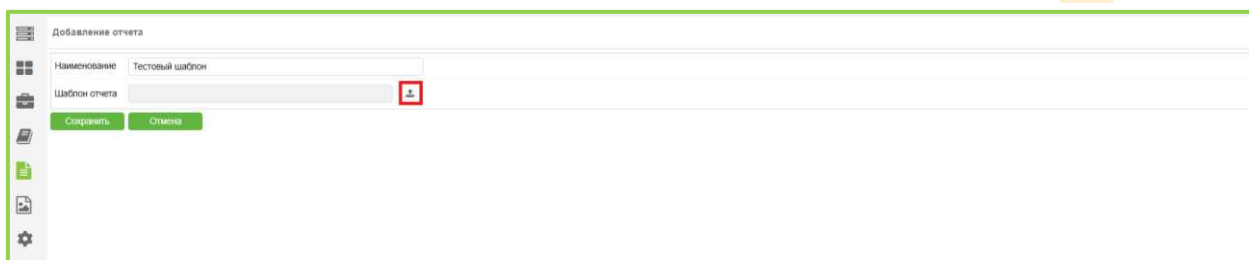 Добавление отчета
Наименование Тестовый шаблон
Шаблон отчета
Сохранить Отмена